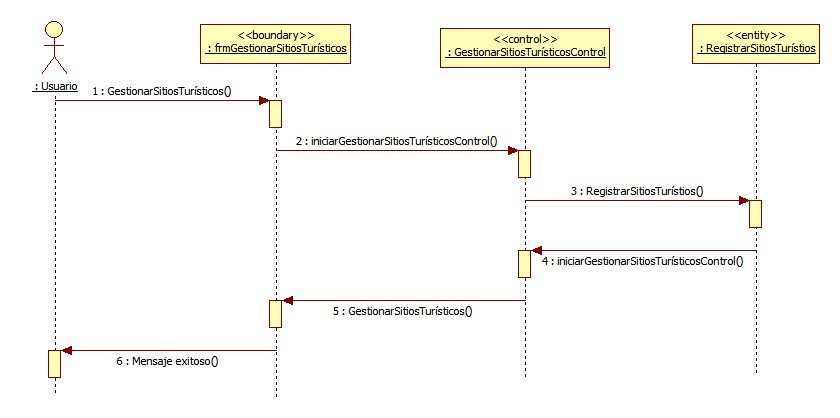 <<boundary>>
: frmGestionarSitiosTurísticos
<<control>>
: GestionarSitiosTurísticosControl
<<entity>>
: RegistrarSitiosTurístios
: Usuario
1 : GestionarSitiosTurísticos()
2 : iniciarGestionarSitiosTurísticosControl()
3 : RegistrarSitiosTurístios()
4 : iniciarGestionarSitiosTurísticosControl()
5 : GestionarSitiosTurísticos()
6 : Mensaje exitoso()